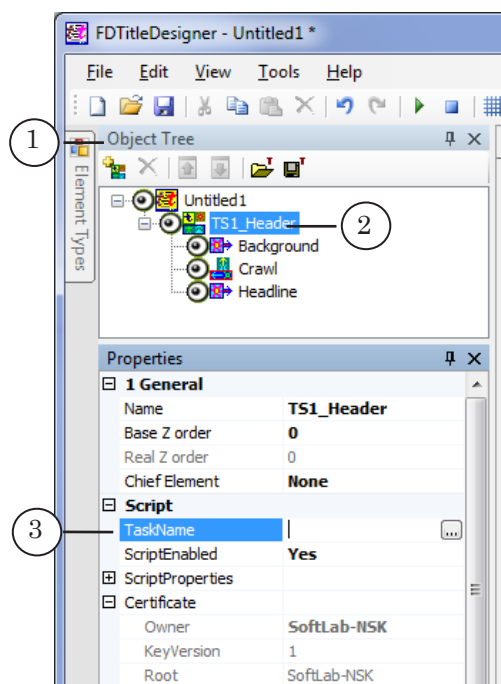 FDTitleDesigner - Untitled1 *
File Edit View Tools Help
1
Object Tree
Element Types
Untitled1
TS1_Header
2
Background
Crawl
Headline
Properties
1 General
Name TS1_Header
Base Z order 0
Real Z order 0
Chief Element None
Script
3
TaskName ...
ScriptEnabled Yes
ScriptProperties
Certificate
Owner SoftLab-NSK
KeyVersion 1
Root SoftLab-NSK